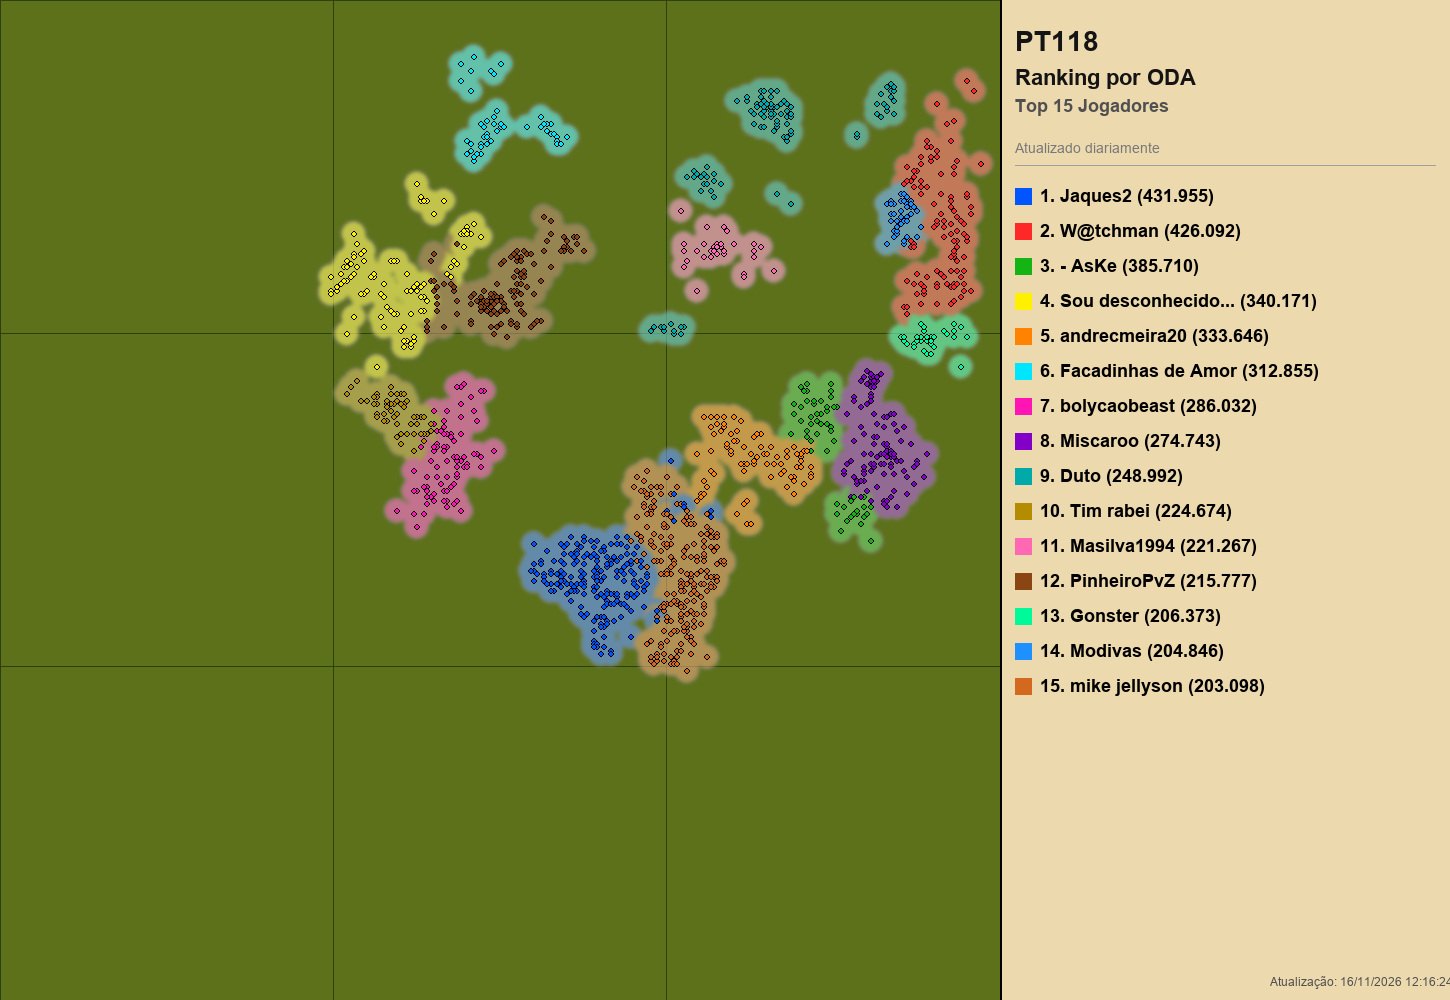 PT118
Ranking por ODA
Top 15 Jogadores
Atualizado diariamente
1. Jaques2 (431.955)
2. W@tchman (426.092)
3. - AsKe (385.710)
4. Sou desconhecido... (340.171)
5. andrecmeira20 (333.646)
6. Facadinhas de Amor (312.855)
7. bolycaobeast (286.032)
8. Miscaroo (274.743)
9. Duto (248.992)
10. Tim rabei (224.674)
11. Masilva1994 (221.267)
12. PinheiroPvZ (215.777)
13. Gonster (206.373)
14. Modivas (204.846)
15. mike jellyson (203.098)
Atualização: 16/11/2026 12:16:24